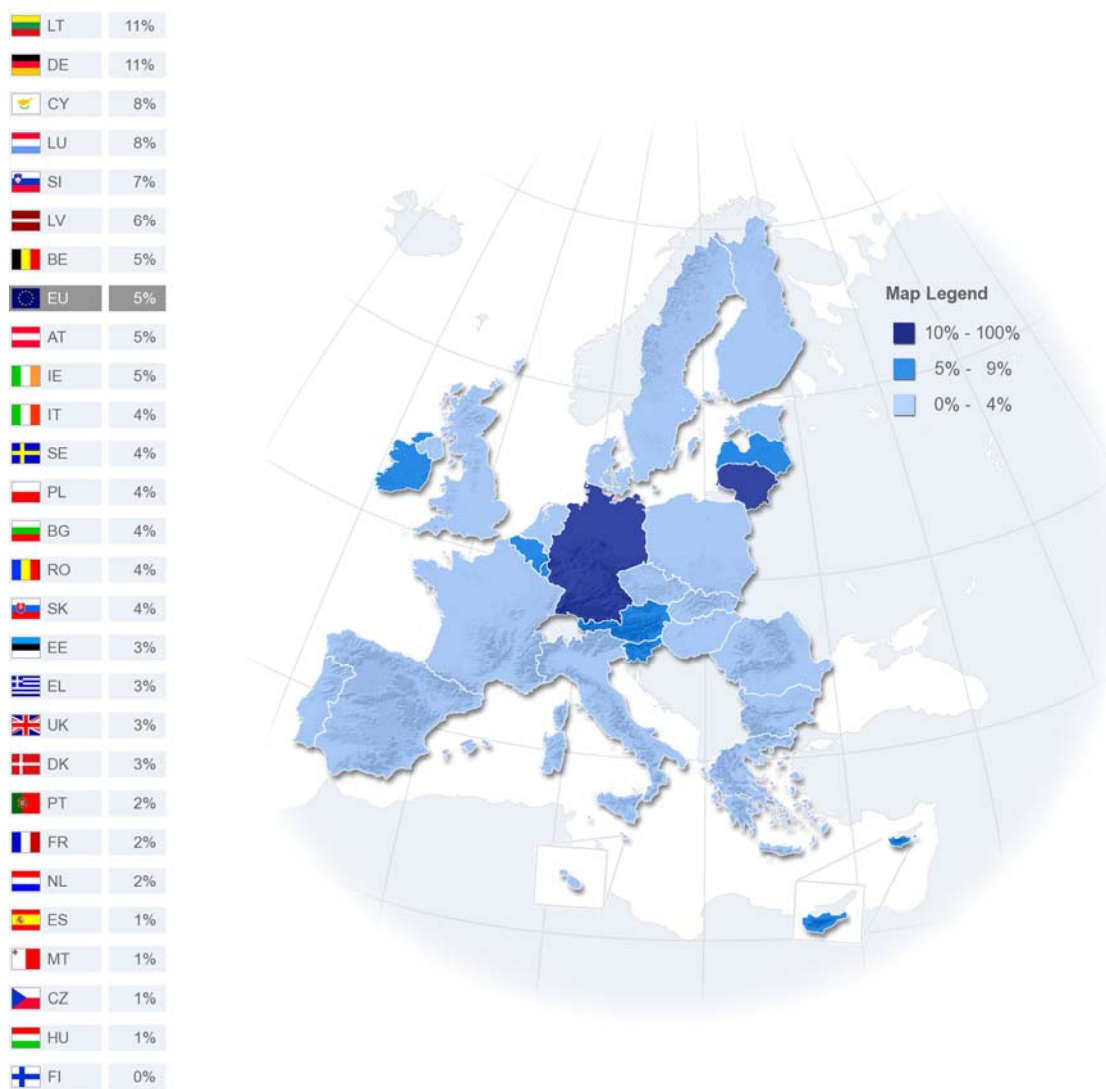 LT 11%
DE 11%
CY 8%
LU 8%
SI 7%
LV 6%
BE 5%
EU 5%
AT 5%
IE 5%
IT 4%
SE 4%
PL 4%
BG 4%
RO 4%
SK 4%
EE 3%
EL 3%
UK 3%
DK 3%
PT 2%
FR 2%
NL 2%
ES 1%
MT 1%
CZ 1%
HU 1%
FI 0%
Map Legend
10% - 100%
5% - 9%
0% - 4%